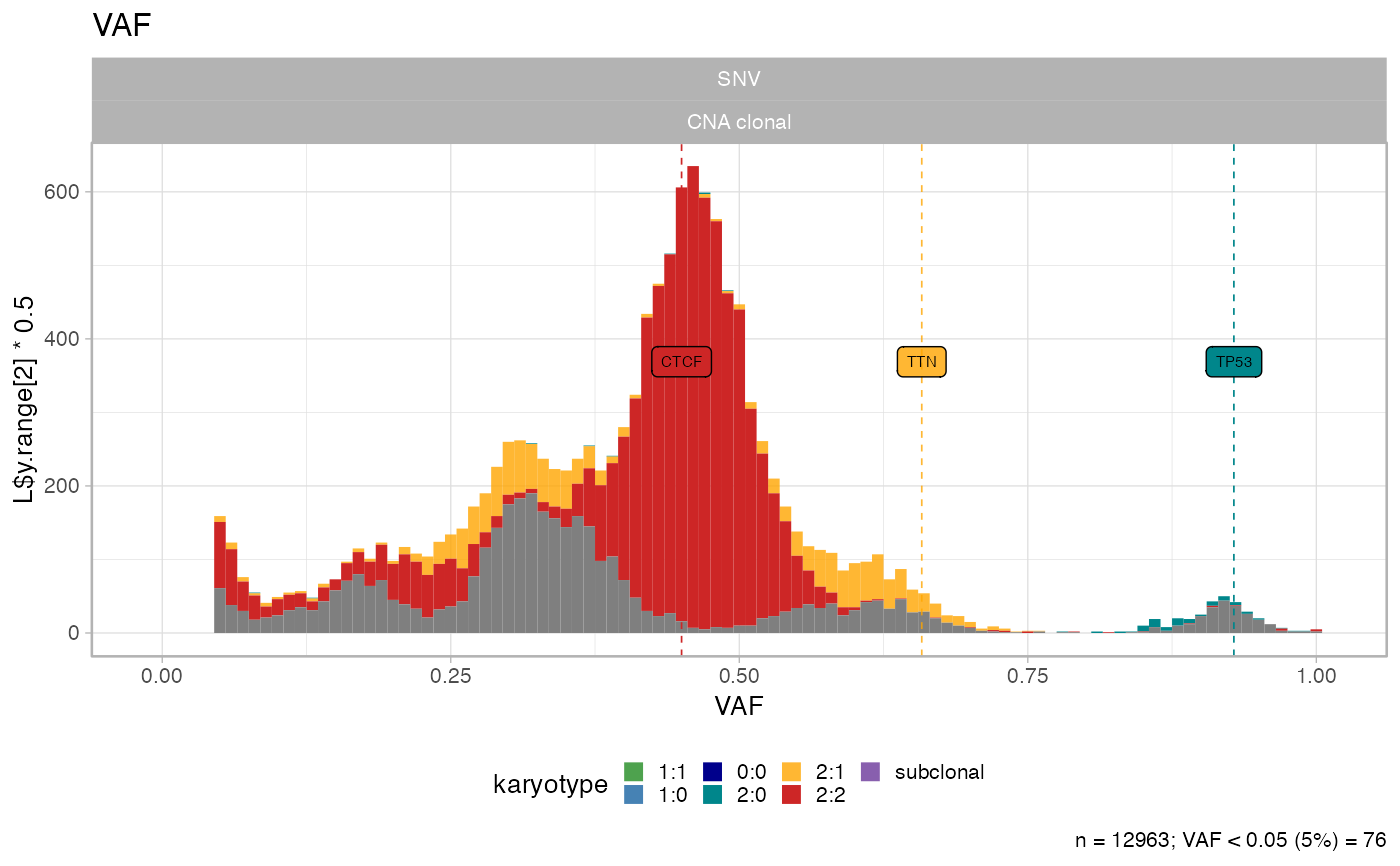 VAF
SNV
CNA clonal
600
400
200
0
L$y.range[2] * 0.5
CTCF
TTN
TP53
0.00 0.25 0.50 0.75 1.00
VAF
karyotype
1:1 0:0 2:1 subclonal
1:0 2:0 2:2
n = 12963; VAF < 0.05 (5%) = 76